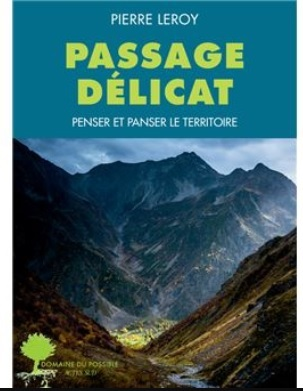 PIERRE LEROY
PASSAGE
DÉLICAT
PENSER ET PANSER LE TERRITOIRE
DOMAINE DU POSSIBLE
ACTES SUD